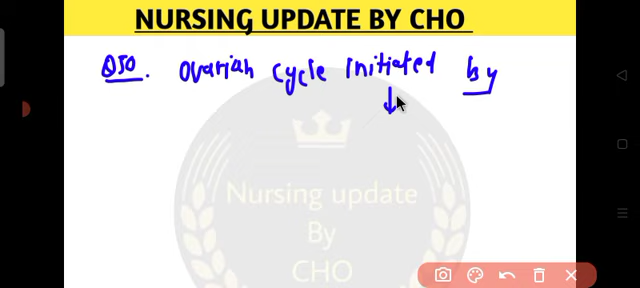 NURSING UPDATE BY CHO
Q50. Ovarian cycle initiated by
Nursing update
By
CHO